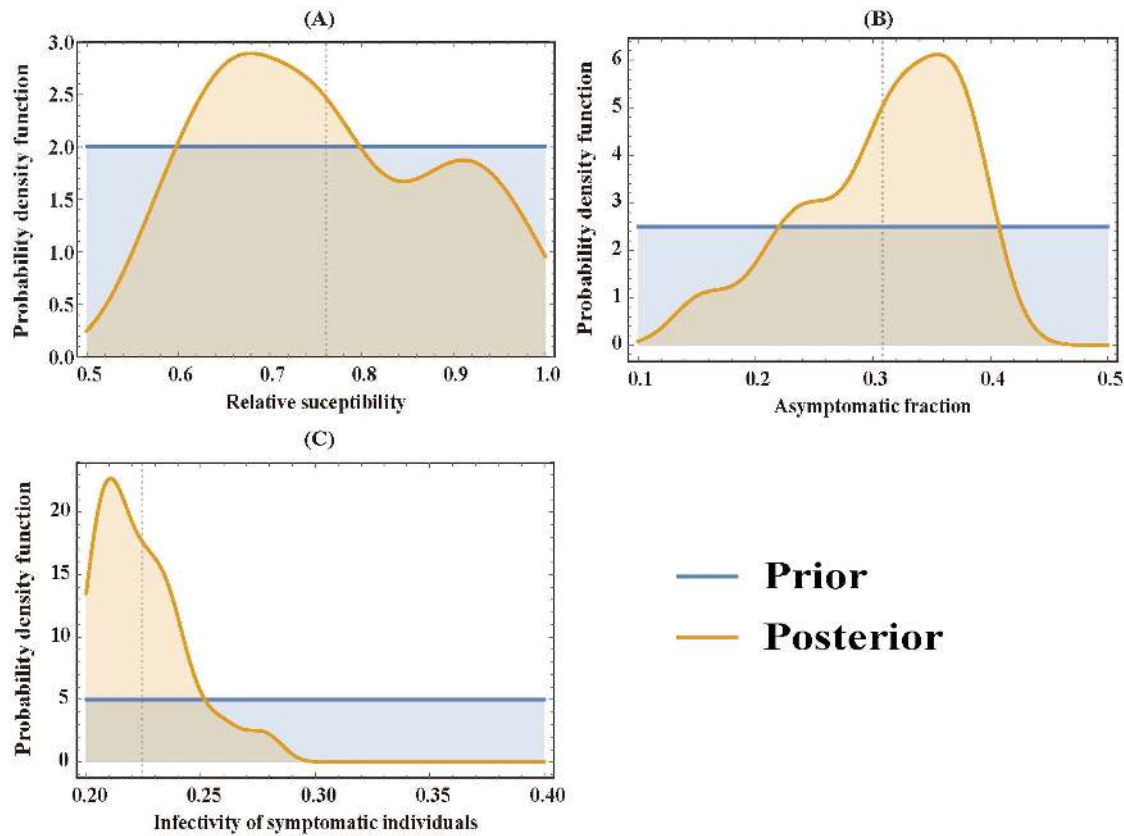 (A)
Probability density function
3.0
2.5
2.0
1.5
1.0
0.5
0.0
0.5 0.6 0.7 0.8 0.9 1.0
Relative suceptibility
(B)
Probability density function
6
5
4
3
2
1
0
0.1 0.2 0.3 0.4 0.5
Asymptomatic fraction
(C)
Probability density function
20
15
10
5
0
0.20 0.25 0.30 0.35 0.40
Infectivity of symptomatic individuals
Prior
Posterior